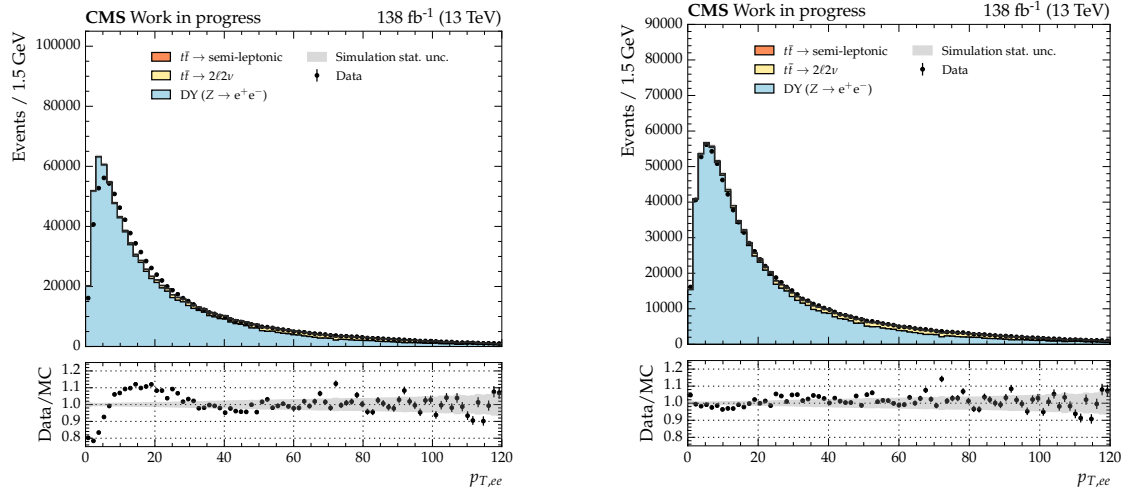 CMS Work in progress 138 fb⁻¹ (13 TeV)
Events / 1.5 GeV
100000
80000
60000
40000
20000
0
tt̄ → semi-leptonic
tt̄ → 2ℓ2ν
DY (Z → e⁺e⁻)
Simulation stat. unc.
Data
Data/MC
1.2
1.1
1.0
0.9
0.8
0 20 40 60 80 100 120
p_T,ee
CMS Work in progress 138 fb⁻¹ (13 TeV)
Events / 1.5 GeV
90000
80000
70000
60000
50000
40000
30000
20000
10000
0
tt̄ → semi-leptonic
tt̄ → 2ℓ2ν
DY (Z → e⁺e⁻)
Simulation stat. unc.
Data
Data/MC
1.2
1.1
1.0
0.9
0.8
0 20 40 60 80 100 120
p_T,ee